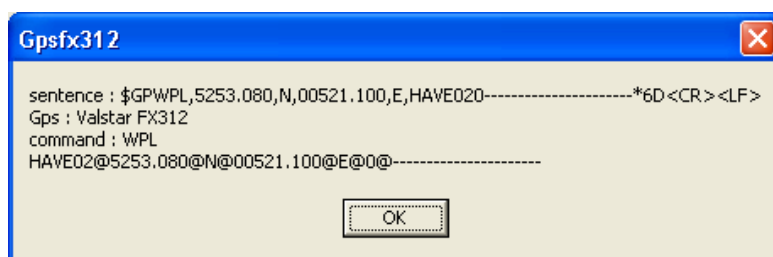 Gpsfx312
sentence : $GPWPL,5253.080,N,00521.100,E,HAVE020----------------------*6D<CR><LF>
Gps : Valstar FX312
command : WPL
HAVE02@5253.080@N@00521.100@E@0@----------------------
OK